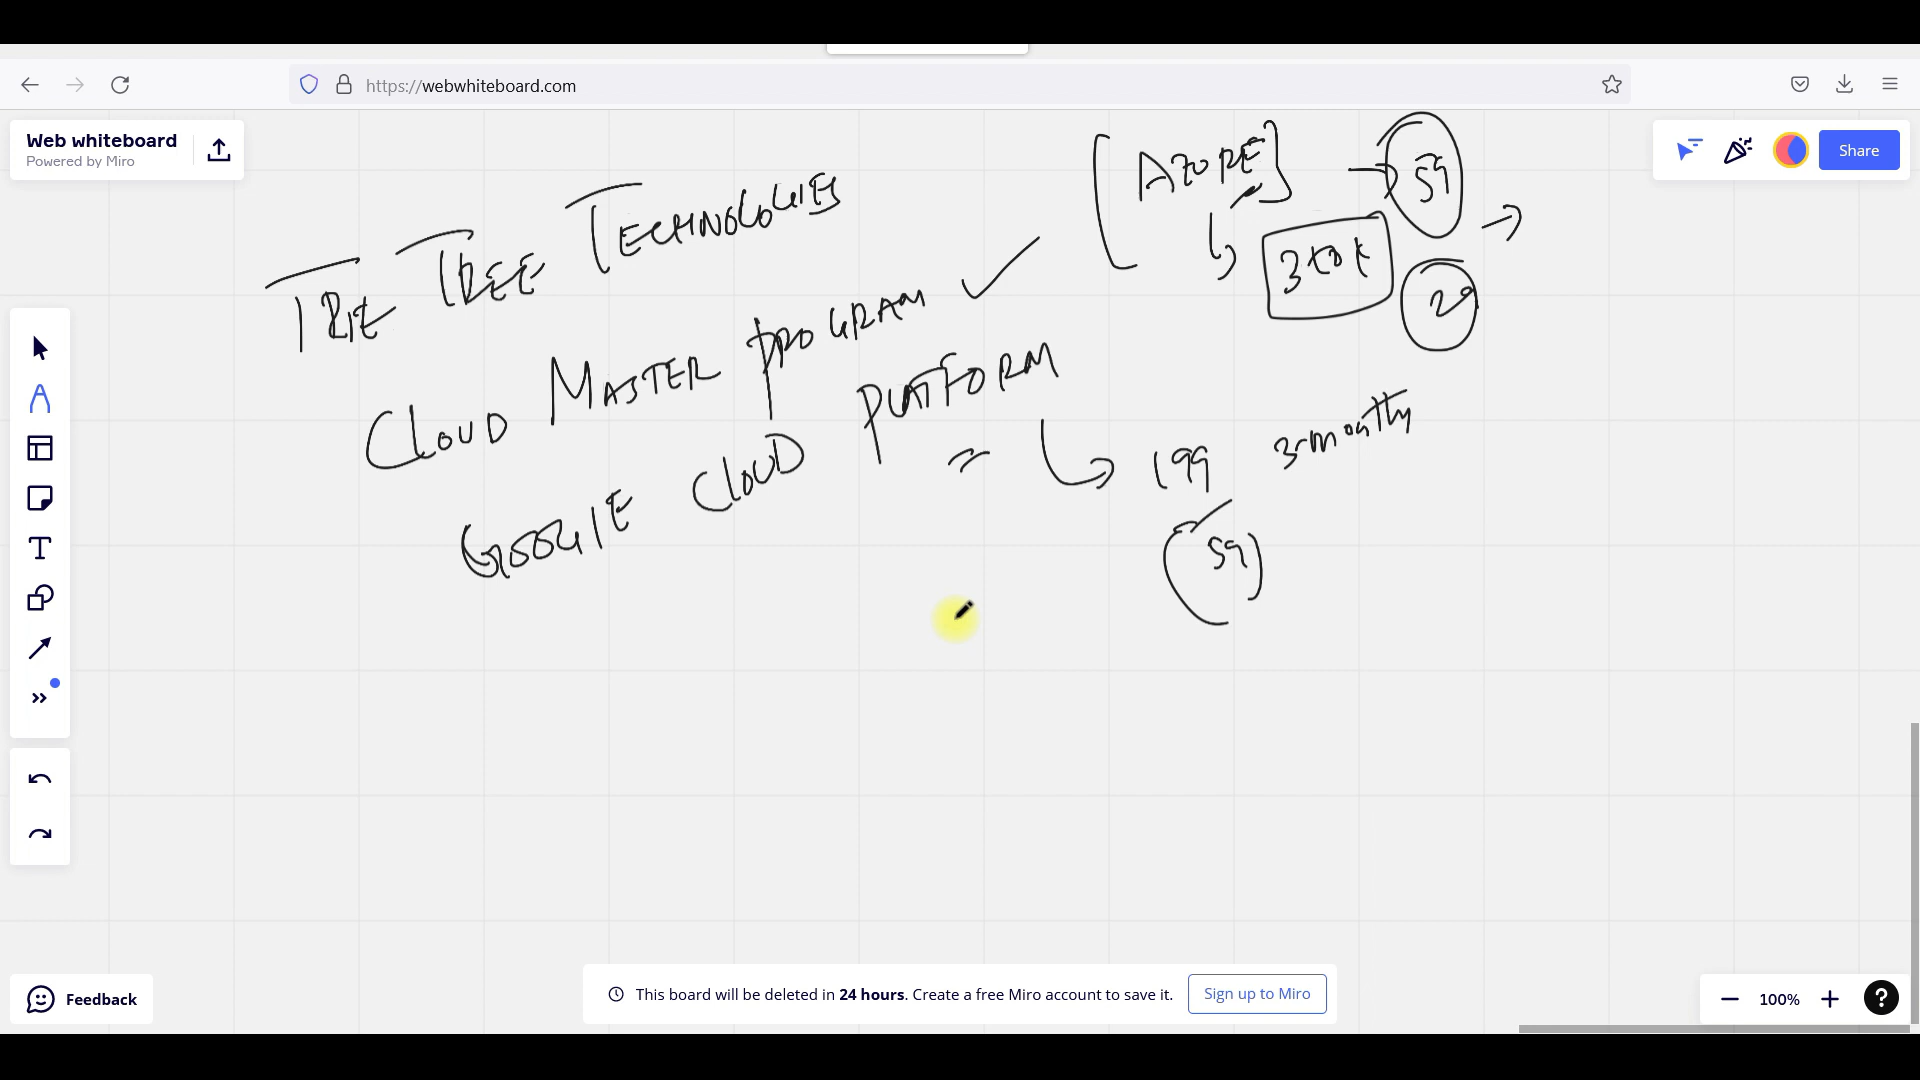 https://webwhiteboard.com
Web whiteboard
Powered by Miro
Share
AZURE
59
TREE TECHNOLOGIES
29
CLOUD MASTER PROGRAM
GOOGLE CLOUD PLATFORM
199 3-months
59
This board will be deleted in 24 hours. Create a free Miro account to save it.
Sign up to Miro
Feedback
100%